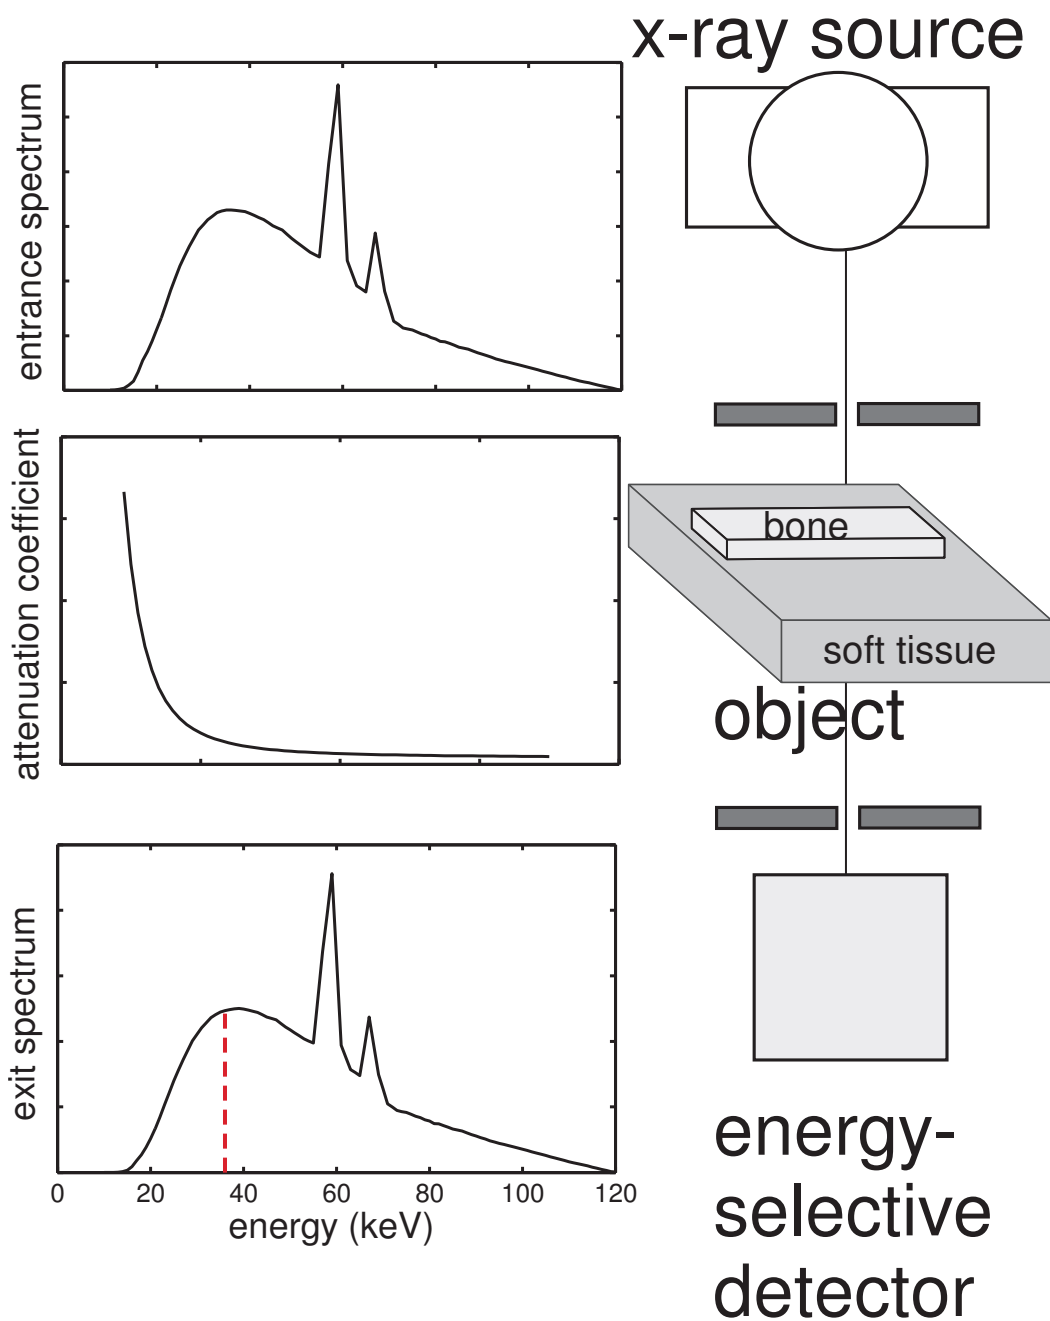 x-ray source
entrance spectrum
attenuation coefficient
bone
soft tissue
object
exit spectrum
0 20 40 60 80 100 120
energy (keV)
energy-
selective
detector